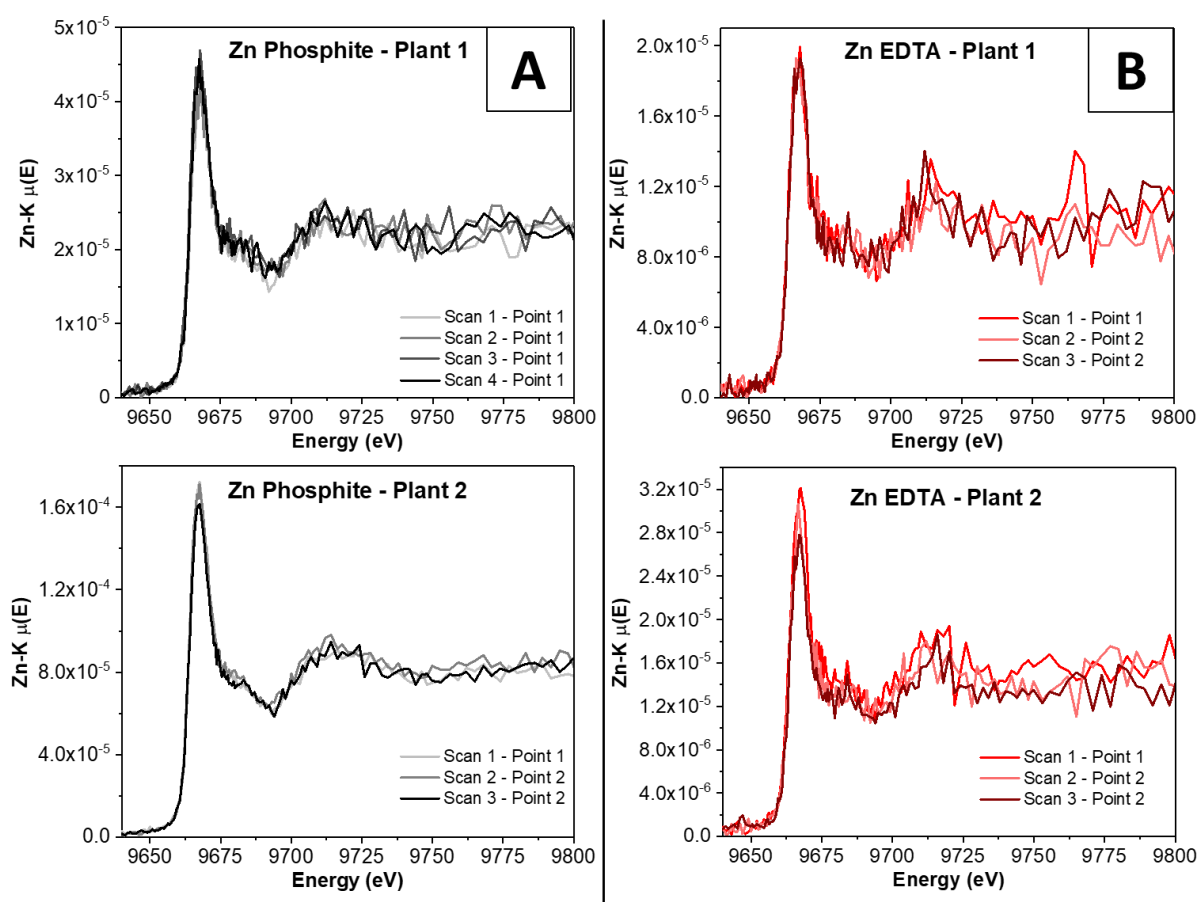 Zn Phosphite - Plant 1
A
Zn-K μ(E)
5x10⁻⁵
4x10⁻⁵
3x10⁻⁵
2x10⁻⁵
1x10⁻⁵
0
Scan 1 - Point 1
Scan 2 - Point 1
Scan 3 - Point 1
Scan 4 - Point 1
9650 9675 9700 9725 9750 9775 9800
Energy (eV)
Zn EDTA - Plant 1
B
Zn-K μ(E)
2.0x10⁻⁵
1.6x10⁻⁵
1.2x10⁻⁵
8.0x10⁻⁶
4.0x10⁻⁶
0.0
Scan 1 - Point 1
Scan 2 - Point 2
Scan 3 - Point 2
9650 9675 9700 9725 9750 9775 9800
Energy (eV)
Zn Phosphite - Plant 2
Zn-K μ(E)
1.6x10⁻⁴
1.2x10⁻⁴
8.0x10⁻⁵
4.0x10⁻⁵
0.0
Scan 1 - Point 1
Scan 2 - Point 2
Scan 3 - Point 2
9650 9675 9700 9725 9750 9775 9800
Energy (eV)
Zn EDTA - Plant 2
Zn-K μ(E)
3.2x10⁻⁵
2.8x10⁻⁵
2.4x10⁻⁵
2.0x10⁻⁵
1.6x10⁻⁵
1.2x10⁻⁵
8.0x10⁻⁶
4.0x10⁻⁶
0.0
Scan 1 - Point 1
Scan 2 - Point 2
Scan 3 - Point 2
9650 9675 9700 9725 9750 9775 9800
Energy (eV)